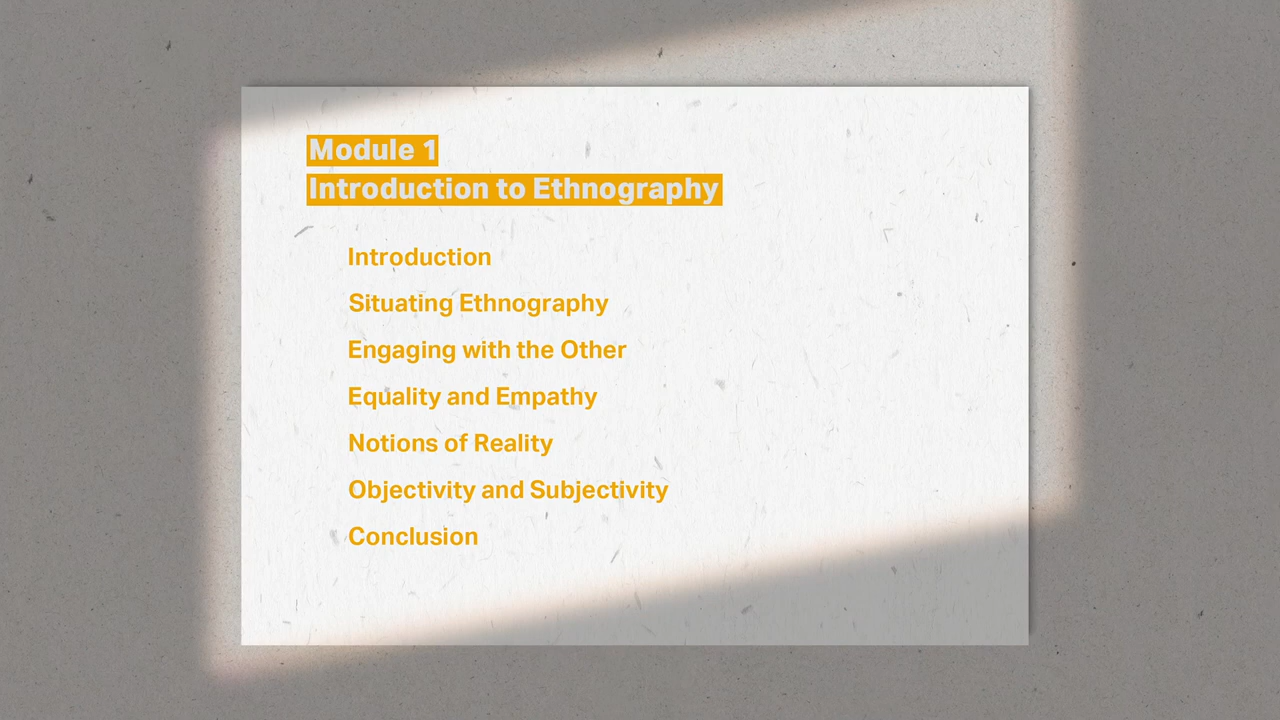 Module 1
Introduction to Ethnography
Introduction
Situating Ethnography
Engaging with the Other
Equality and Empathy
Notions of Reality
Objectivity and Subjectivity
Conclusion